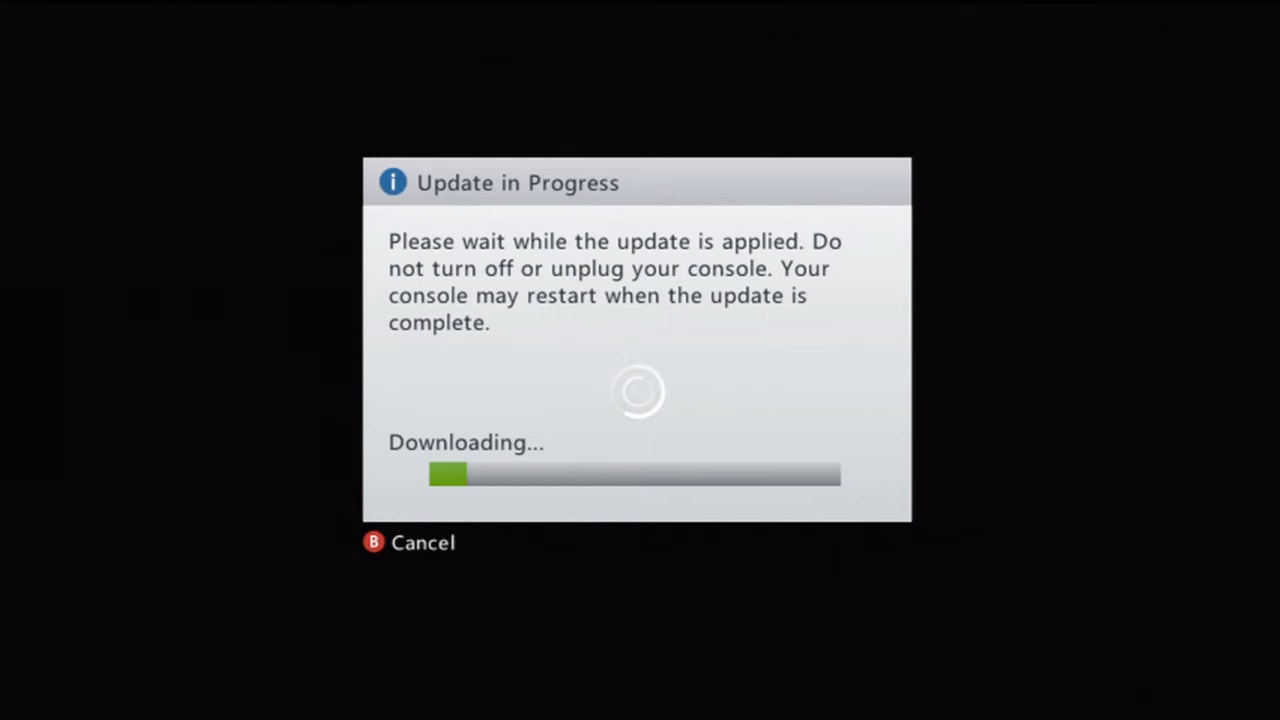 i Update in Progress
Please wait while the update is applied. Do
not turn off or unplug your console. Your
console may restart when the update is
complete.
Downloading...
B Cancel